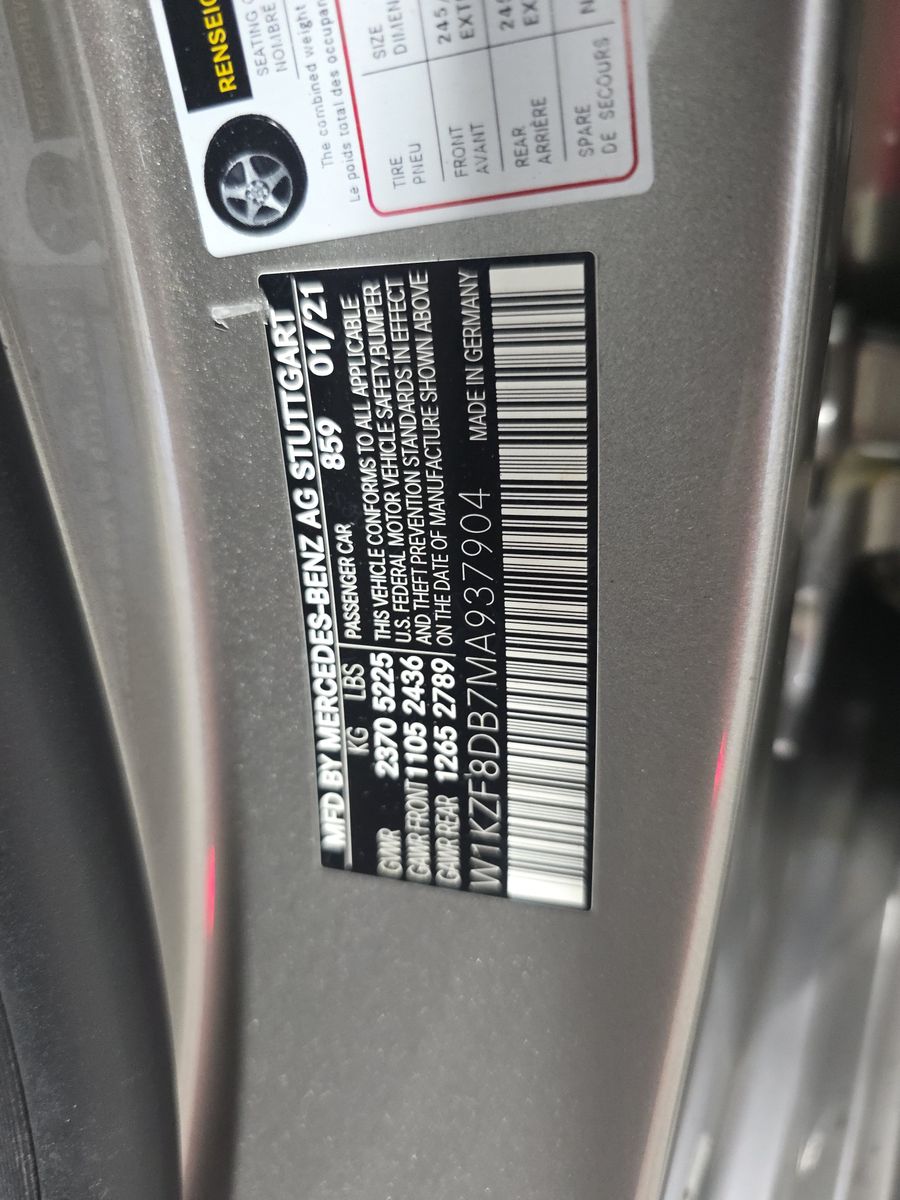 RENSEIG
SEATING C
NOMBRE
The combined weight
Le poids total des occupan
TIRE
PNEU
SIZE
DIMEN
FRONT
AVANT
245/
EXT
REAR
ARRIÈRE
245
EX
SPARE
DE SECOURS
N
MFD BY MERCEDES-BENZ AG STUTTGART
KG LBS PASSENGER CAR 859 01/21
GVWR 2370 5225 THIS VEHICLE CONFORMS TO ALL APPLICABLE
GAWR FRONT 1105 2436 U.S. FEDERAL MOTOR VEHICLE SAFETY,BUMPER
GAWR REAR 1265 2789 AND THEFT PREVENTION STANDARDS IN EFFECT
ON THE DATE OF MANUFACTURE SHOWN ABOVE
W1KZF8DB7MA937904 MADE IN GERMANY